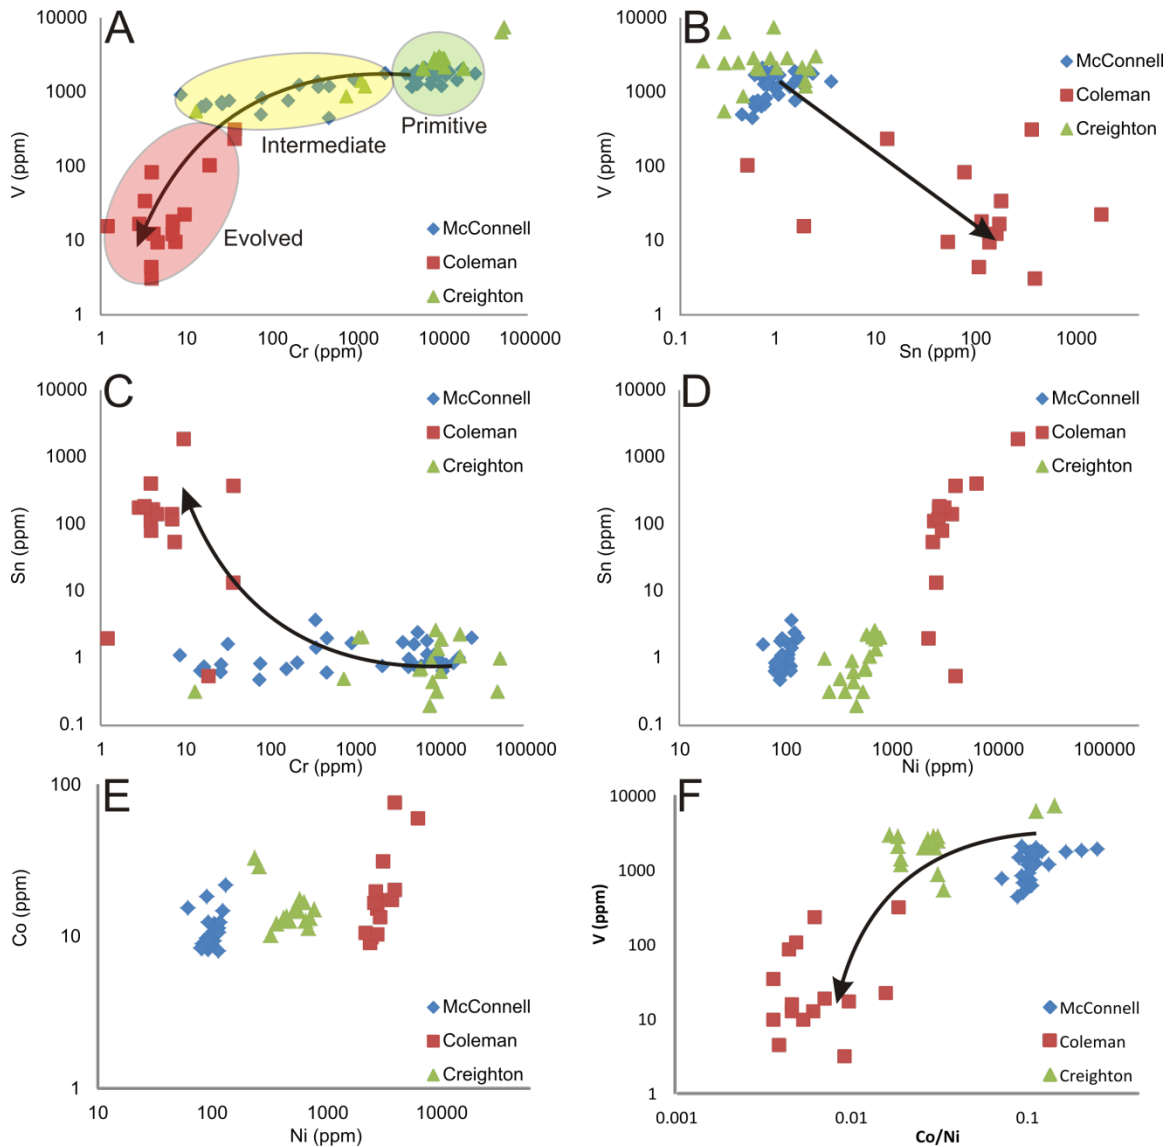 A
10000
1000
100
10
1
V (ppm)
Primitive
Intermediate
Evolved
McConnell
Coleman
Creighton
1 10 100 1000 10000 100000
Cr (ppm)
B
10000
1000
100
10
1
V (ppm)
McConnell
Coleman
Creighton
0.1 1 10 100 1000
Sn (ppm)
C
10000
1000
100
10
1
0.1
Sn (ppm)
McConnell
Coleman
Creighton
1 10 100 1000 10000 100000
Cr (ppm)
D
10000
1000
100
10
1
0.1
Sn (ppm)
McConnell
Coleman
Creighton
10 100 1000 10000 100000
Ni (ppm)
E
100
10
1
Co (ppm)
McConnell
Coleman
Creighton
10 100 1000 10000
Ni (ppm)
F
10000
1000
100
10
1
V (ppm)
McConnell
Coleman
Creighton
0.001 0.01 0.1
Co/Ni